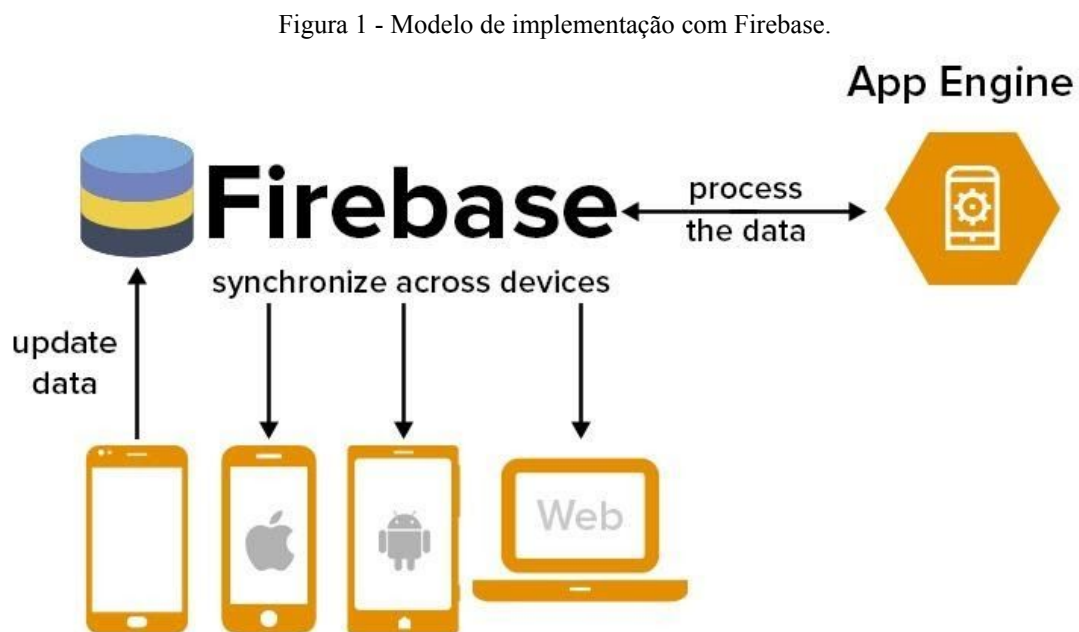 Figura 1 - Modelo de implementação com Firebase.
App Engine
Firebase
process
the data
synchronize across devices
update
data
Web